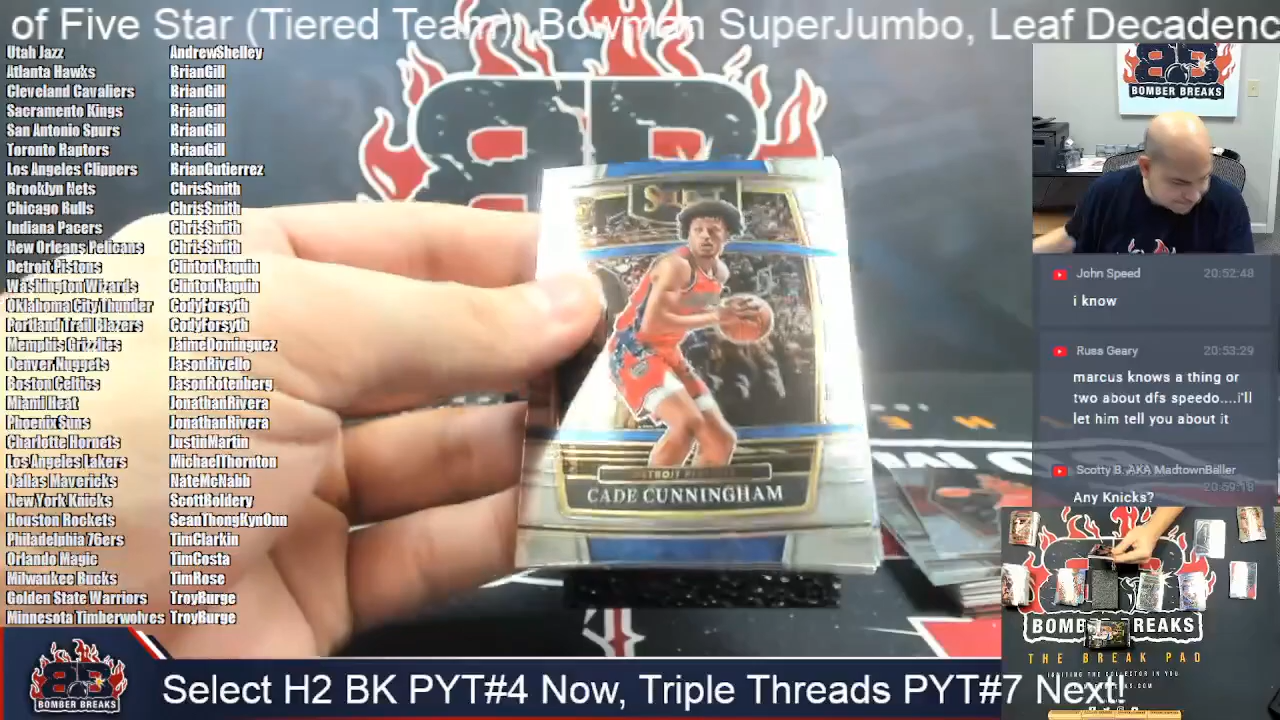 of Five Star (Tiered Team), Bowman SuperJumbo, Leaf Decadenc
Utah Jazz AndrewShelley
Atlanta Hawks BrianGill
Cleveland Cavaliers BrianGill
Sacramento Kings BrianGill
San Antonio Spurs BrianGill
Toronto Raptors BrianGill
Los Angeles Clippers BrianGutierrez
Brooklyn Nets ChrisSmith
Chicago Bulls ChrisSmith
Indiana Pacers ChrisSmith
New Orleans Pelicans ChrisSmith
Detroit Pistons ClintonNaquin
Washington Wizards ClintonNaquin
Oklahoma CityThunder CodyForsyth
Portland Trail Blazers CodyForsyth
Memphis Grizzlies JaimeDominguez
Denver Nuggets JasonRivello
Boston Celtics JasonRotenberg
Miami Heat JonathanRivera
Phoenix Suns JonathanRivera
Charlotte Hornets JustinMartin
Los Angeles Lakers MichaelThornton
Dallas Mavericks NateMcNabb
New York Knicks ScottBoldery
Houston Rockets SeanThongKynOnn
Philadelphia 76ers TimClarkin
Orlando Magic TimCosta
Milwaukee Bucks TimRose
Golden State Warriors TroyBurge
Minnesota Timberwolves TroyBurge
SELECT
DETROIT PISTONS
CADE CUNNINGHAM
BOMBER BREAKS
John Speed 20:52:48
i know
Russ Geary 20:53:29
marcus knows a thing or
two about dfs speedo....i'll
let him tell you about it
Scotty B. AKA MadtownBaller
20:59:18
Any Knicks?
BOMB REAKS
THE BREAK PAD
BOMBER BREAKS
Select H2 BK PYT#4 Now, Triple Threads PYT#7 Next!